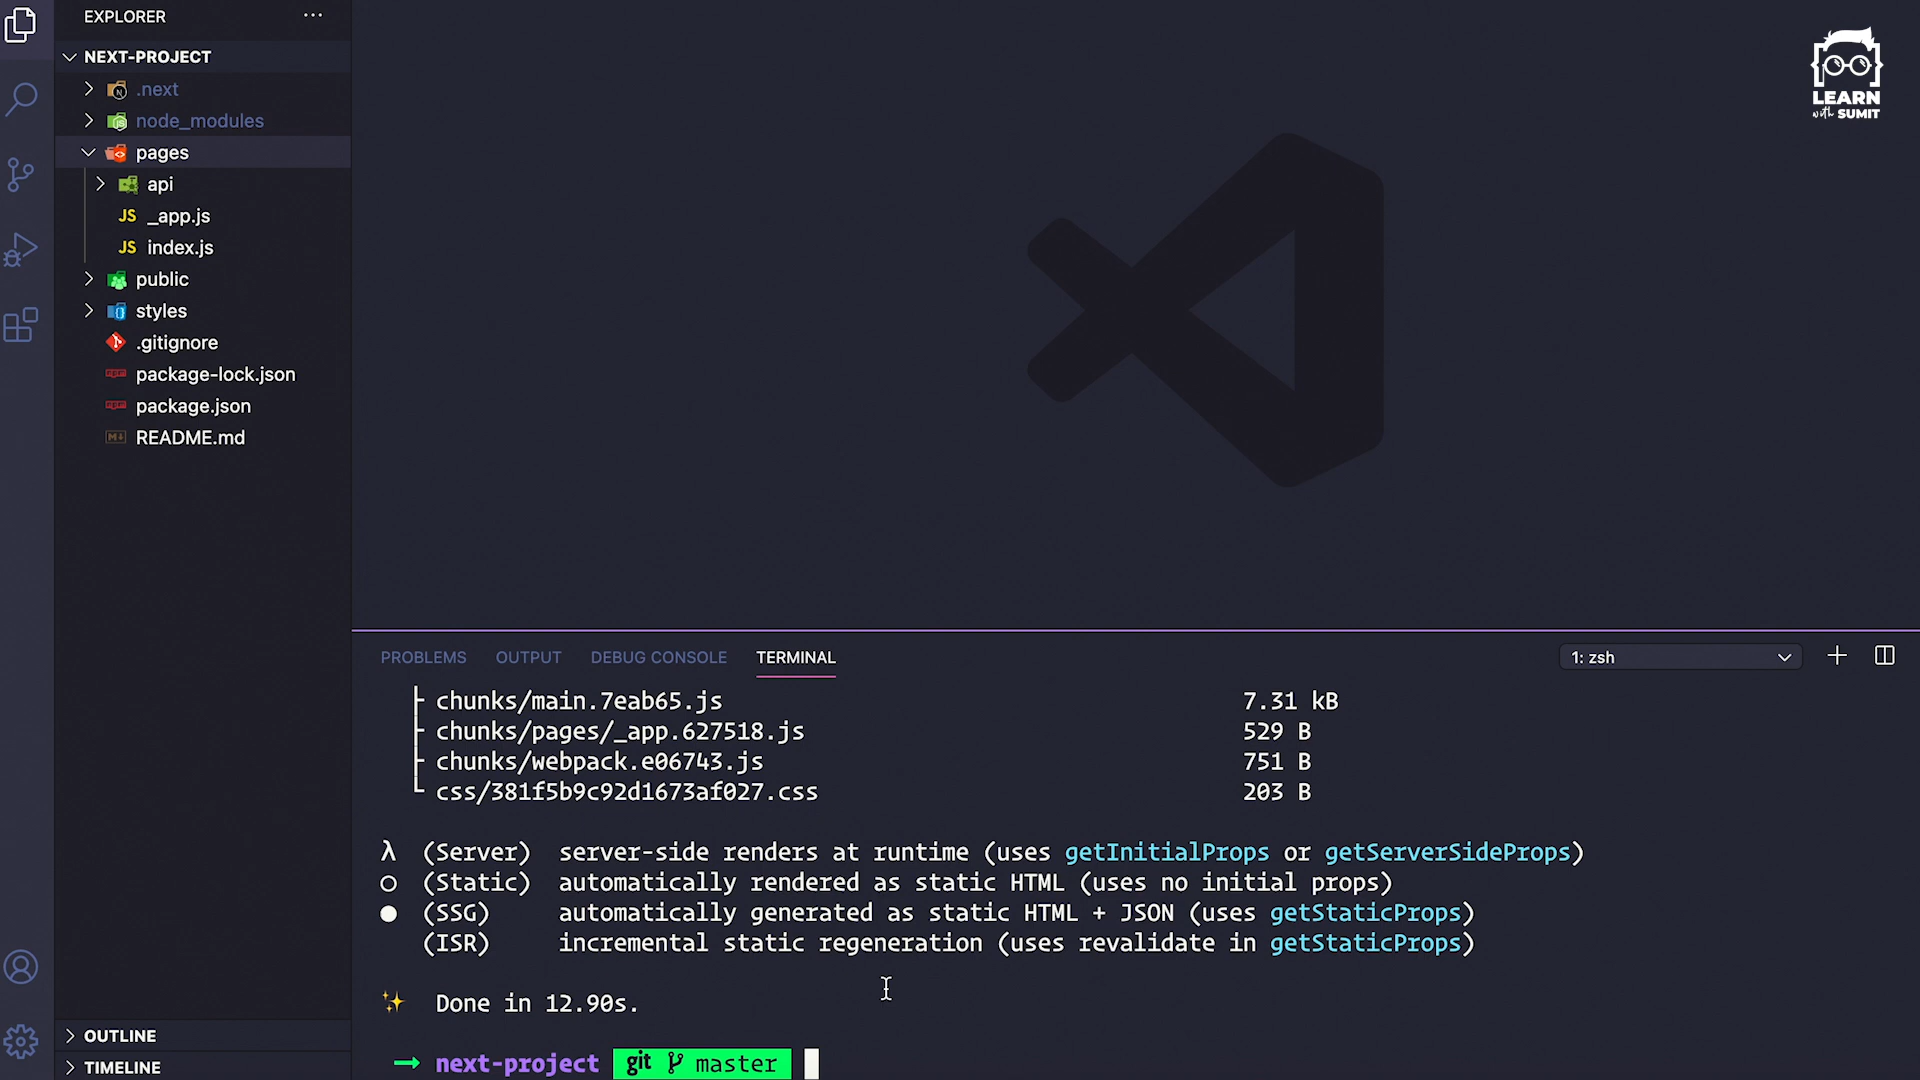 EXPLORER
NEXT-PROJECT
.next
node_modules
pages
api
JS _app.js
JS index.js
public
styles
.gitignore
package-lock.json
package.json
README.md
OUTLINE
TIMELINE
LEARN
with SUMIT
PROBLEMS OUTPUT DEBUG CONSOLE TERMINAL 1: zsh
├ chunks/main.7eab65.js 7.31 kB
├ chunks/pages/_app.627518.js 529 B
├ chunks/webpack.e06743.js 751 B
└ css/381f5b9c92d1673af027.css 203 B
λ (Server) server-side renders at runtime (uses getInitialProps or getServerSideProps)
○ (Static) automatically rendered as static HTML (uses no initial props)
● (SSG) automatically generated as static HTML + JSON (uses getStaticProps)
(ISR) incremental static regeneration (uses revalidate in getStaticProps)
✨ Done in 12.90s.
→ next-project git master